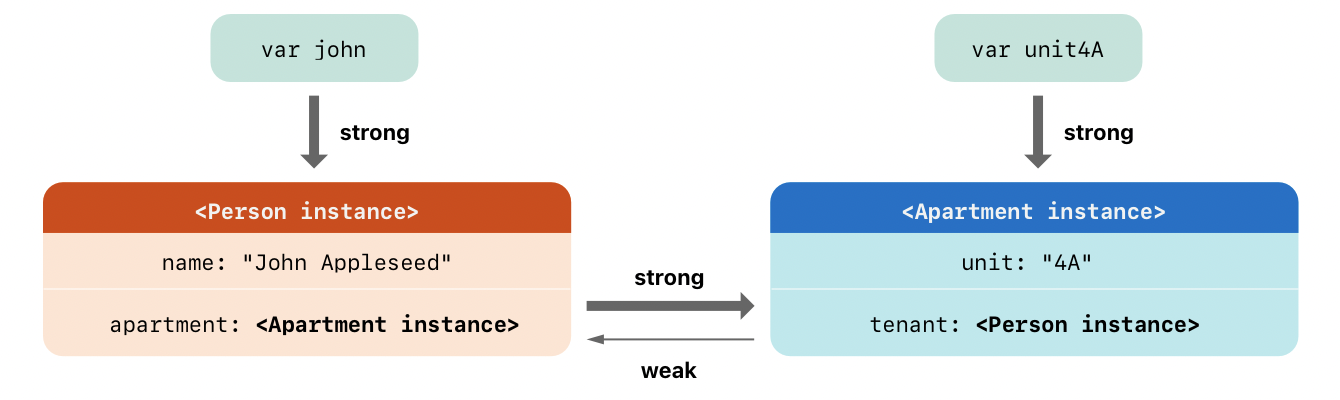 var john
var unit4A
strong
strong
<Person instance>
<Apartment instance>
name: "John Appleseed"
unit: "4A"
strong
apartment: <Apartment instance>
tenant: <Person instance>
weak